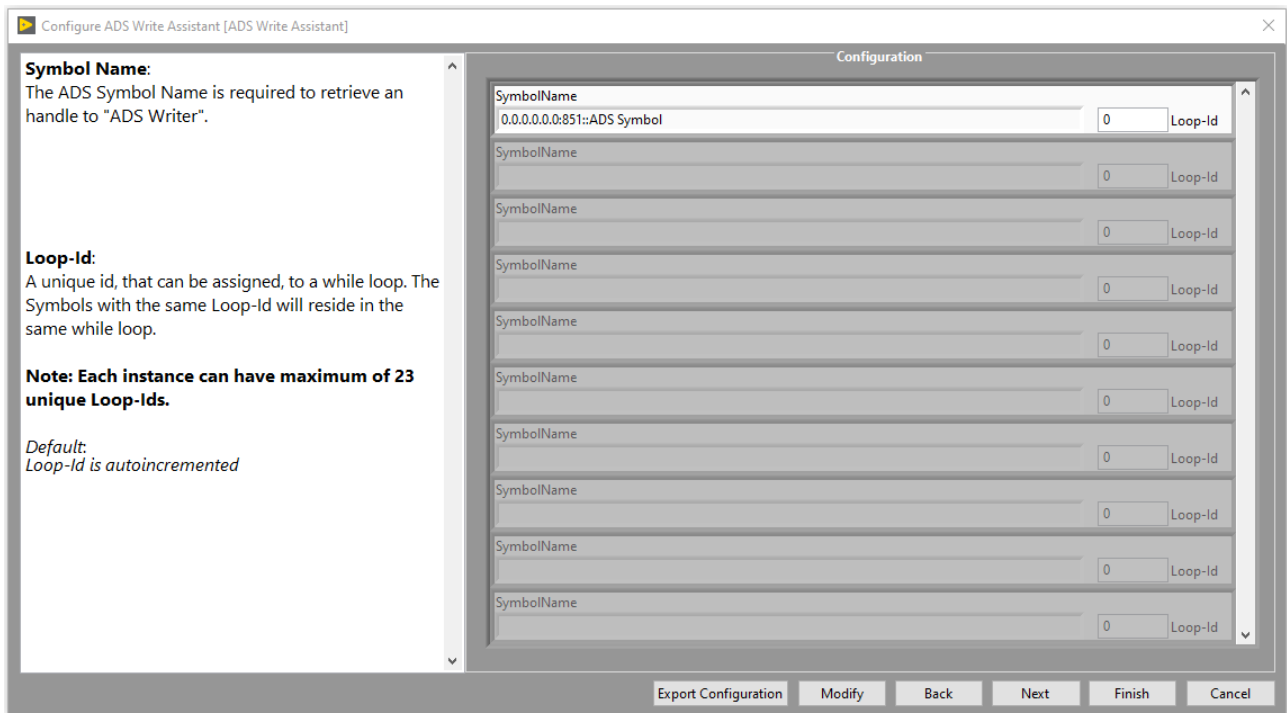 Configure ADS Write Assistant [ADS Write Assistant]
Symbol Name:
The ADS Symbol Name is required to retrieve an
handle to "ADS Writer".
Loop-Id:
A unique id, that can be assigned, to a while loop. The
Symbols with the same Loop-Id will reside in the
same while loop.
Note: Each instance can have maximum of 23
unique Loop-Ids.
Default:
Loop-Id is autoincremented
Configuration
SymbolName
0.0.0.0.0.0:851::ADS Symbol 0 Loop-Id
SymbolName
0 Loop-Id
SymbolName
0 Loop-Id
SymbolName
0 Loop-Id
SymbolName
0 Loop-Id
SymbolName
0 Loop-Id
SymbolName
0 Loop-Id
SymbolName
0 Loop-Id
SymbolName
0 Loop-Id
SymbolName
0 Loop-Id
Export Configuration Modify Back Next Finish Cancel